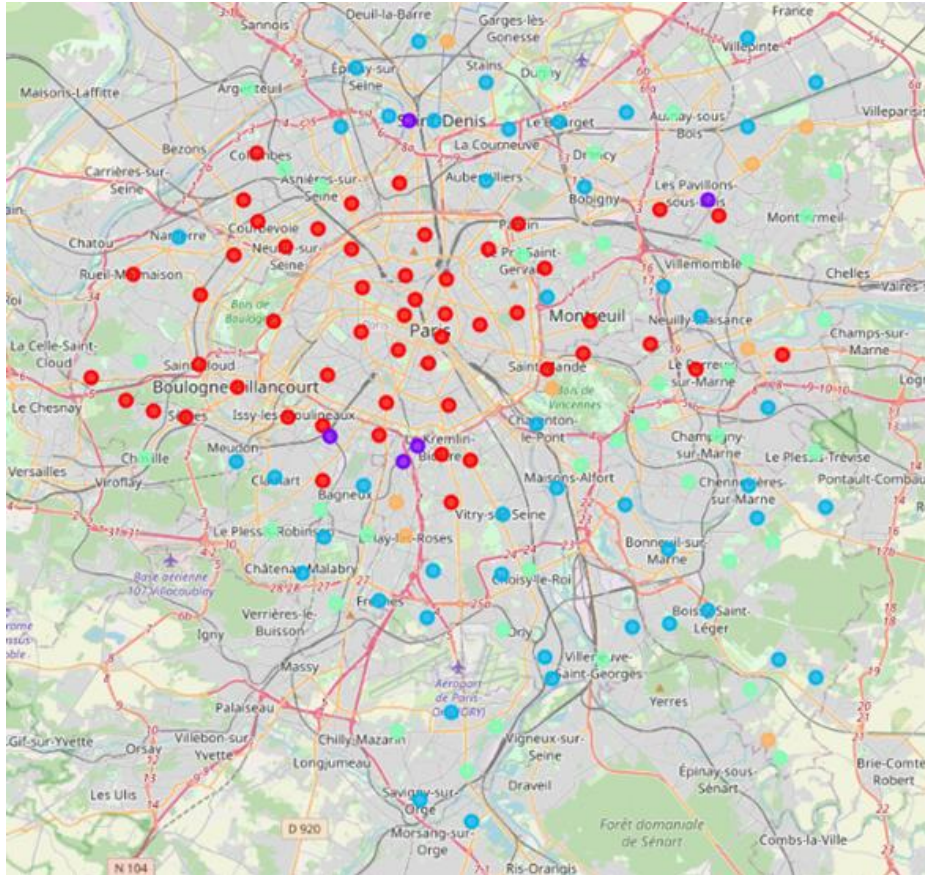 Deuil-la-Barre
Garges-lès-
Gonesse
France
Sannois
Villepinte
Épinay-sur
Seine
Stains
Dugny
Maisons-Laffitte
Argenteuil
Villeparisis
Saint-Denis
Le Bourget
Aulnay-sous
Bois
La Courneuve
Bezons
Colombes
Drancy
Carrières-sur-
Seine
Asnières-sur-
Seine
Aubervilliers
Bobigny
Les Pavillons-
sous-Bois
Courbevoie
Pantin
Montfermeil
Chatou
Nanterre
Neuilly-sur-
Seine
Le Pré-Saint-
Gervais
Villemomble
Rueil-Malmaison
Chelles
Vaires-sur
Roi
Bois de
Boulogne
Paris
Paris
Montreuil
Neuilly-Plaisance
Champs-sur-
Marne
La Celle-Saint-
Cloud
Saint-Cloud
Saint-Mandé
Le Perreux
sur-Marne
Boulogne-Billancourt
Bois de
Vincennes
Le Chesnay
Sèvres
Issy-les-Moulineaux
Charenton-
le-Pont
Meudon
Le Kremlin-
Bicêtre
Champigny-
sur-Marne
Chaville
Versailles
Viroflay
Clamart
Bagneux
Maisons-Alfort
Le Plessis-Trévise
Chennevières-
sur-Marne
Pontault-Combau
Vitry-sur-Seine
Le Plessis-Robinson
L'Haÿ-les-Roses
Bonneuil-sur-
Marne
Base aérienne
107 Villacoublay
Châtenay-Malabry
Choisy-le-Roi
Verrières-le-
Buisson
Fresnes
Boissy-Saint-
Léger
Igny
Orly
Massy
Villeneuve-
Saint-Georges
Aéroport
de Paris-
Orly (ORY)
Palaiseau
Yerres
Gif-sur-Yvette
Orsay
Villebon-sur-
Yvette
Chilly-Mazarin
Vigneux-sur-
Seine
Longjumeau
Les Ulis
Savigny-sur-
Orge
Draveil
Épinay-sous-
Sénart
Brie-Comte
Robert
D 920
Morsang-sur-
Orge
Forêt domaniale
de Sénart
Combs-la-Ville
N 104
Ris-Orangis